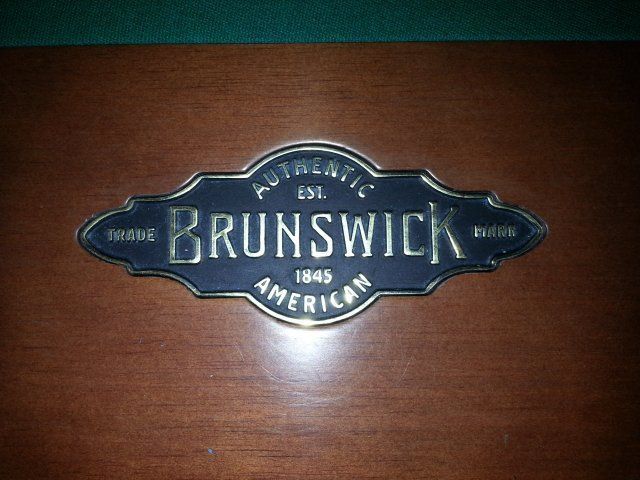 AUTHENTIC
EST.
TRADE BRUNSWICK MARK
1845
AMERICAN